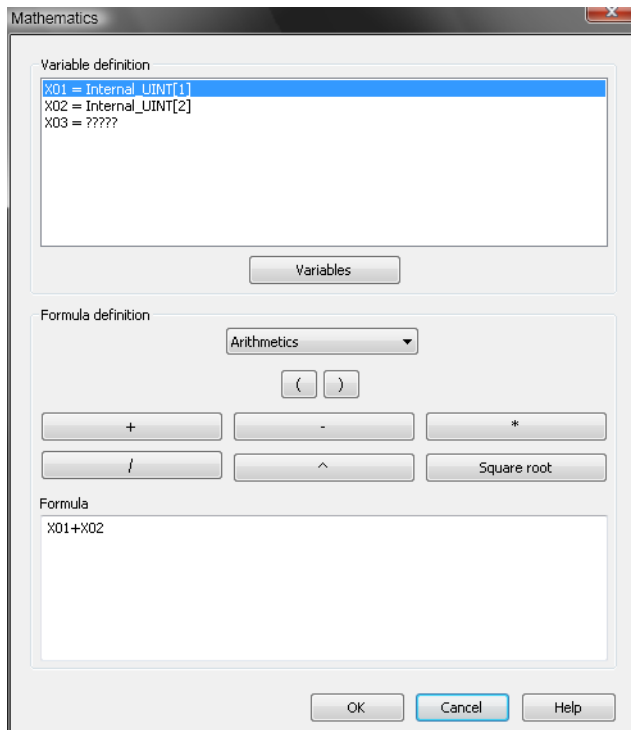 Mathematics
Variable definition
X01 = Internal_UINT[1]
X02 = Internal_UINT[2]
X03 = ?????
Variables
Formula definition
Arithmetics
( )
+ - *
/ ^ Square root
Formula
X01+X02
OK Cancel Help